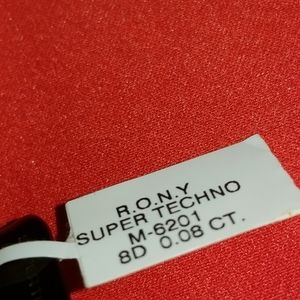 R.O.N.Y
SUPER TECHNO
M-6201
8D 0.08 CT.